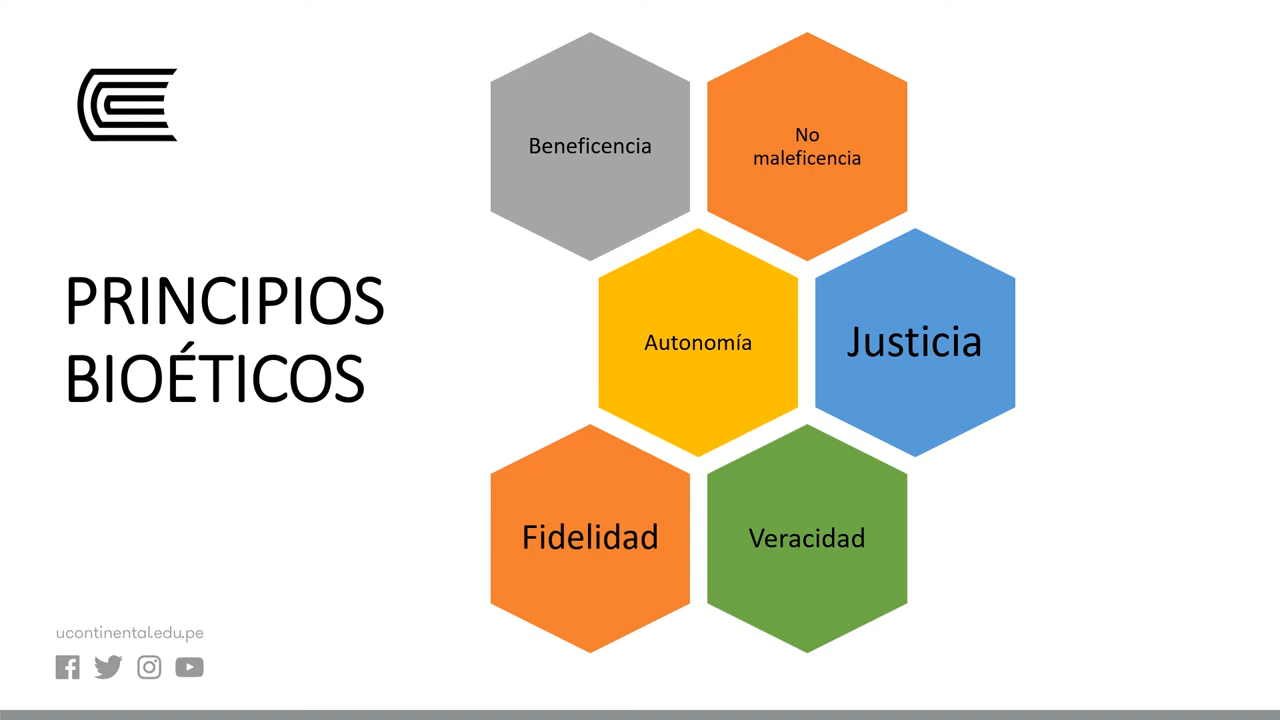 PRINCIPIOS
BIOÉTICOS
Beneficencia
No
maleficencia
Autonomía
Justicia
Fidelidad
Veracidad
ucontinental.edu.pe